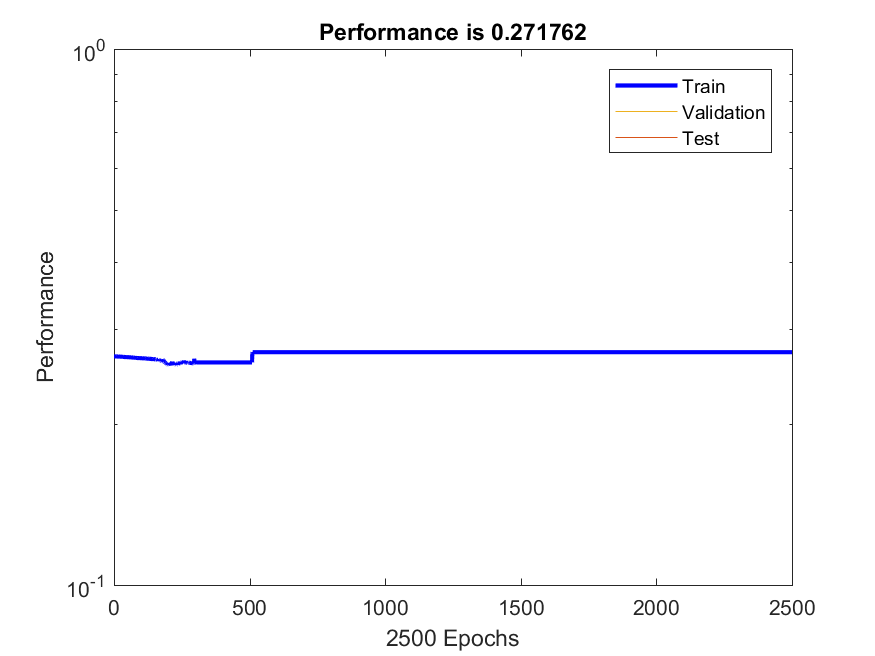 Performance is 0.271762
10^0
Train
Validation
Test
Performance
10^-1
0 500 1000 1500 2000 2500
2500 Epochs